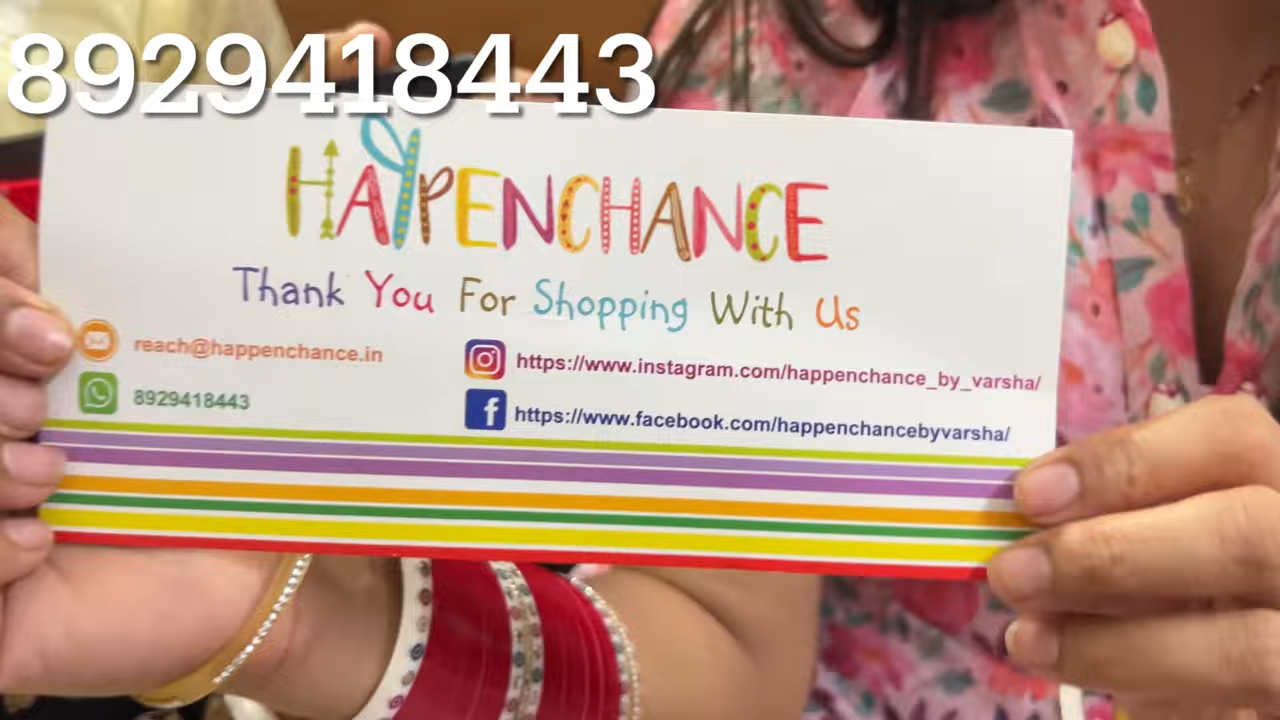 8929418443
HAPPENCHANCE
Thank You For Shopping With Us
reach@happenchance.in
8929418443
https://www.instagram.com/happenchance_by_varsha/
https://www.facebook.com/happenchancebyvarsha/